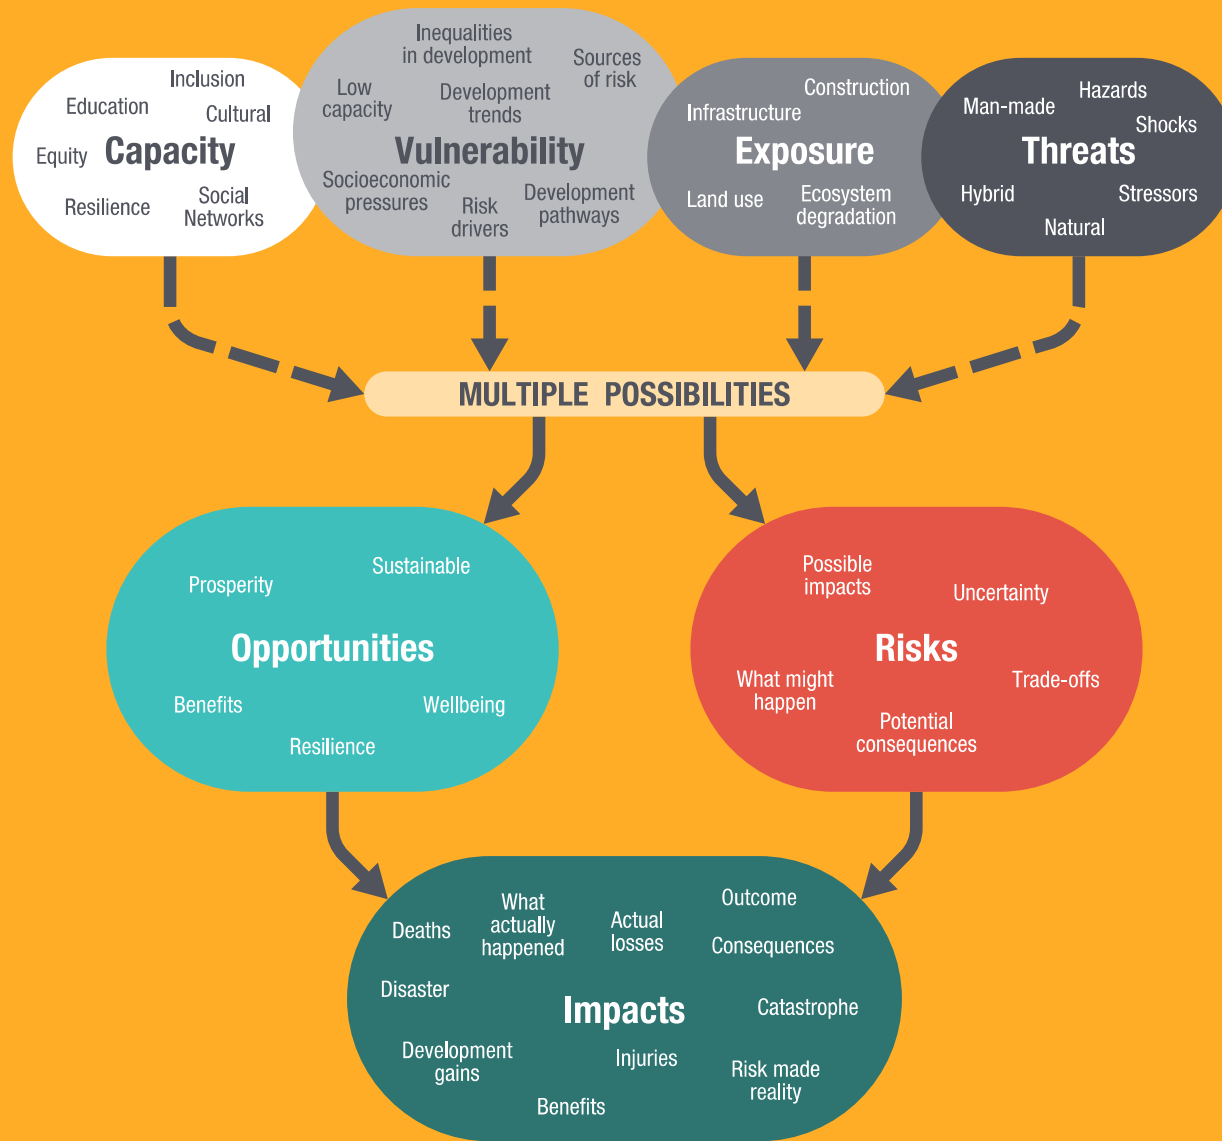 Inclusion
Education
Cultural
Equity
Capacity
Resilience
Social
Networks
Inequalities
in development
Sources
of risk
Low
capacity
Development
trends
Vulnerability
Socioeconomic
pressures
Risk
drivers
Development
pathways
Construction
Infrastructure
Exposure
Land use
Ecosystem
degradation
Hazards
Man-made
Shocks
Threats
Hybrid
Stressors
Natural
MULTIPLE POSSIBILITIES
Sustainable
Prosperity
Opportunities
Benefits
Wellbeing
Resilience
Possible
impacts
Uncertainty
Risks
What might
happen
Trade-offs
Potential
consequences
Outcome
What
actually
happened
Deaths
Actual
losses
Consequences
Disaster
Impacts
Catastrophe
Development
gains
Injuries
Risk made
reality
Benefits